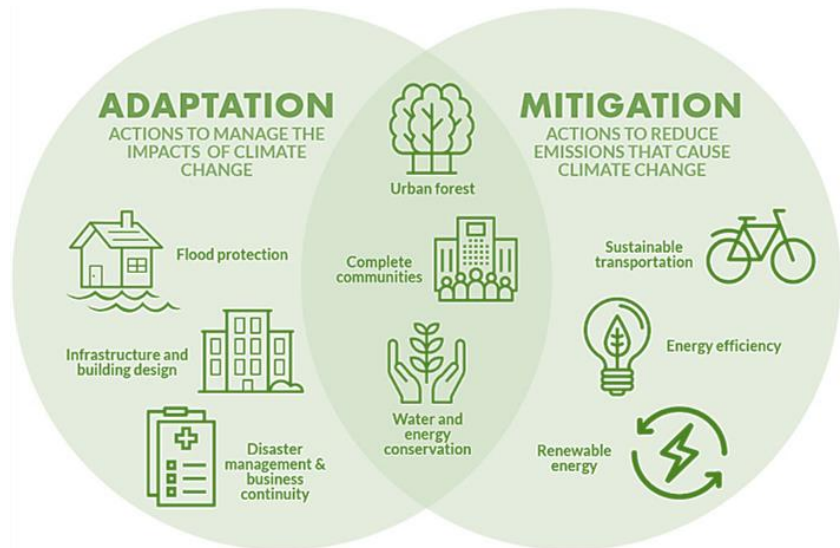 ADAPTATION
ACTIONS TO MANAGE THE
IMPACTS OF CLIMATE
CHANGE
Flood protection
Infrastructure and
building design
Disaster
management &
business
continuity
Urban forest
Complete
communities
Water and
energy
conservation
MITIGATION
ACTIONS TO REDUCE
EMISSIONS THAT CAUSE
CLIMATE CHANGE
Sustainable
transportation
Energy efficiency
Renewable
energy